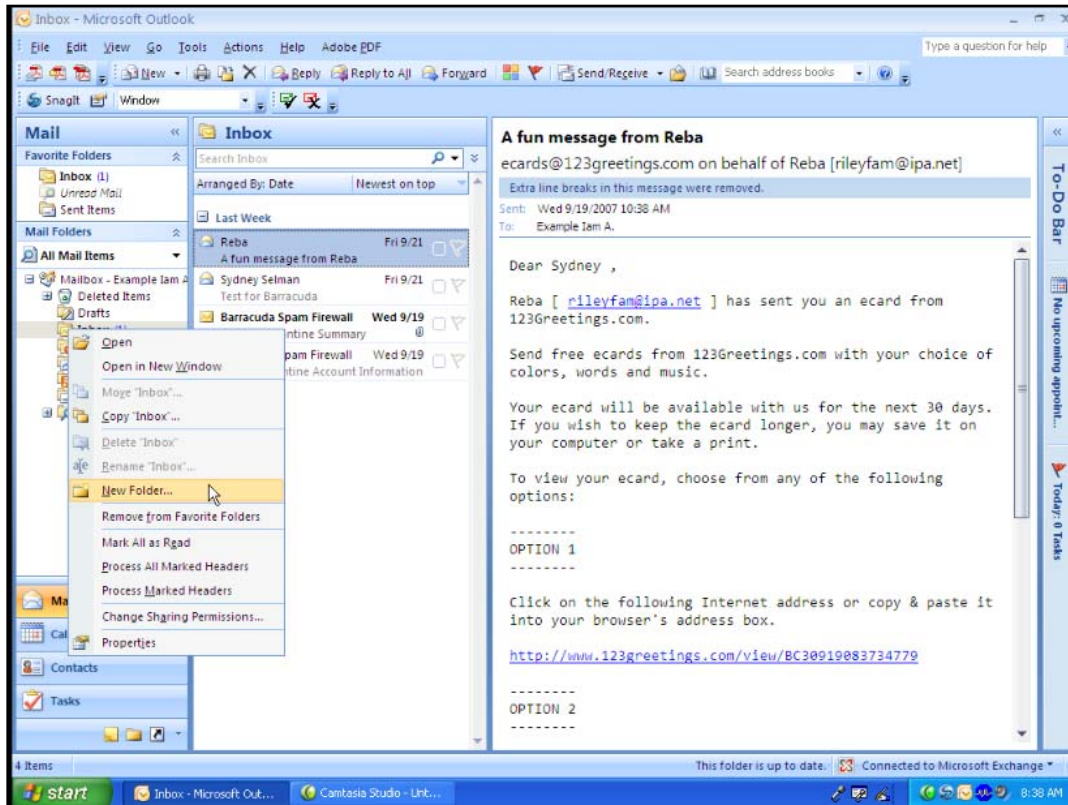 Inbox - Microsoft Outlook
File Edit View Go Tools Actions Help Adobe PDF
Type a question for help
New Reply Reply to All Forward Send/Receive Search address books
SnagIt Window
Mail
Favorite Folders
Inbox (1)
Unread Mail
Sent Items
Mail Folders
All Mail Items
Mailbox - Example Iam A
Deleted Items
Drafts
Open
Open in New Window
Move "Inbox"...
Copy "Inbox"...
Delete "Inbox"
Rename "Inbox"...
New Folder...
Remove from Favorite Folders
Mark All as Read
Process All Marked Headers
Process Marked Headers
Change Sharing Permissions...
Properties
Ma
Cal
Contacts
Tasks
Inbox
Search Inbox
Arranged By: Date Newest on top
Last Week
Reba Fri 9/21
A fun message from Reba
Sydney Selman Fri 9/21
Test for Barracuda
Barracuda Spam Firewall Wed 9/19
ntine Summary
pam Firewall Wed 9/19
ntine Account Information
A fun message from Reba
ecards@123greetings.com on behalf of Reba [rileyfam@ipa.net]
Extra line breaks in this message were removed.
Sent: Wed 9/19/2007 10:38 AM
To: Example Iam A.
Dear Sydney ,
Reba [ rileyfam@ipa.net ] has sent you an ecard from
123Greetings.com.
Send free ecards from 123Greetings.com with your choice of
colors, words and music.
Your ecard will be available with us for the next 30 days.
If you wish to keep the ecard longer, you may save it on
your computer or take a print.
To view your ecard, choose from any of the following
options:
--------
OPTION 1
--------
Click on the following Internet address or copy & paste it
into your browser's address box.
http://www.123greetings.com/view/BC30919083734779
--------
OPTION 2
--------
To-Do Bar
No upcoming appoint...
Today: 0 Tasks
4 Items
This folder is up to date. Connected to Microsoft Exchange
start Inbox - Microsoft Out... Camtasia Studio - Unt... 8:38 AM